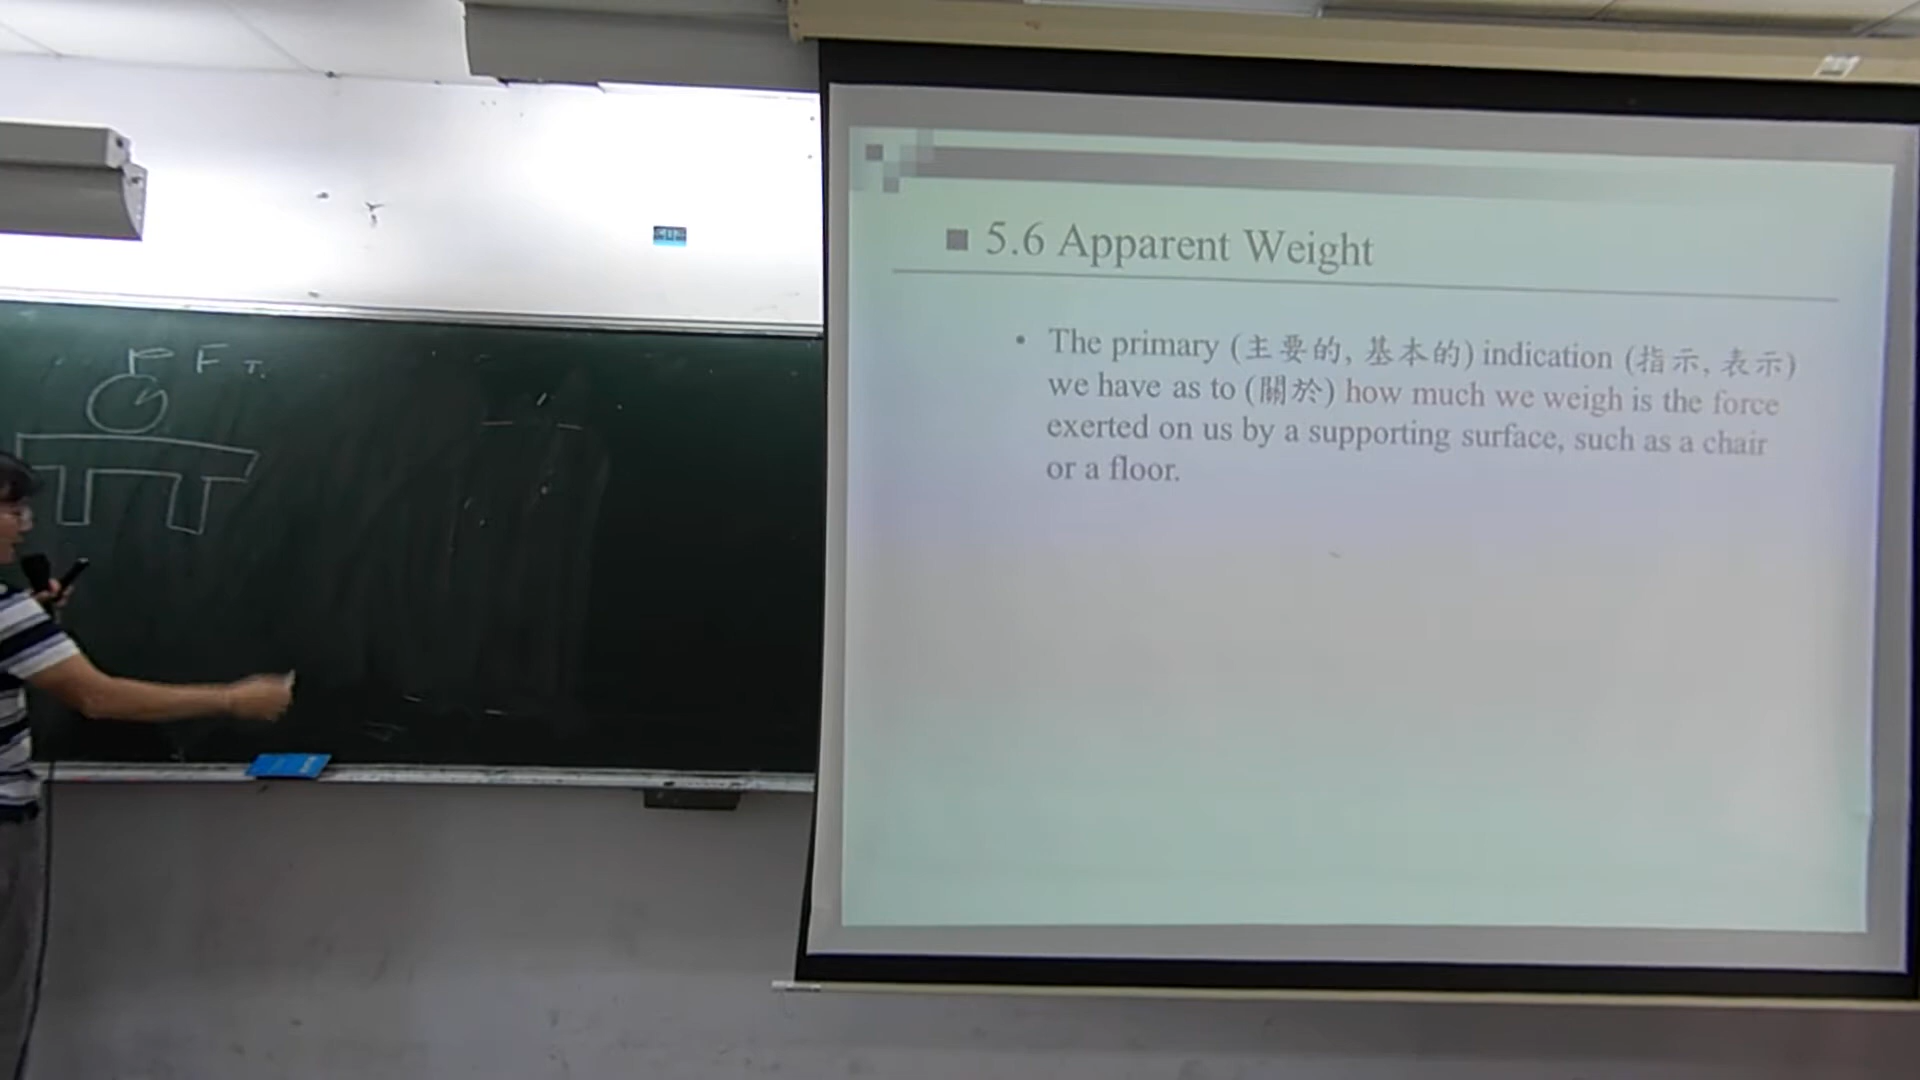 F T.
5.6 Apparent Weight
The primary (主要的, 基本的) indication (指示, 表示)
we have as to (關於) how much we weigh is the force
exerted on us by a supporting surface, such as a chair
or a floor.